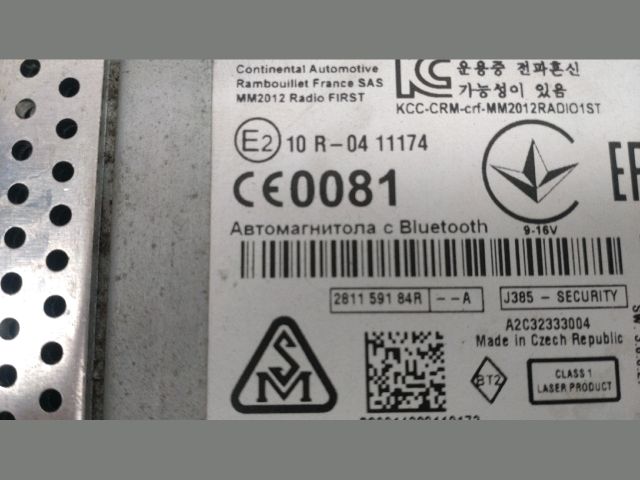 Continental Automotive
Rambouillet France SAS
MM2012 Radio FIRST
운용중 전파혼신
가능성이 있음
KCC-CRM-crf-MM2012RADIO1ST
E2 10 R-04 11174
CE0081
9-16V
Автомагнитола с Bluetooth
2811 591 84R --A
J385 - SECURITY
A2C32333004
Made in Czech Republic
SM
BT2
CLASS 1
LASER PRODUCT